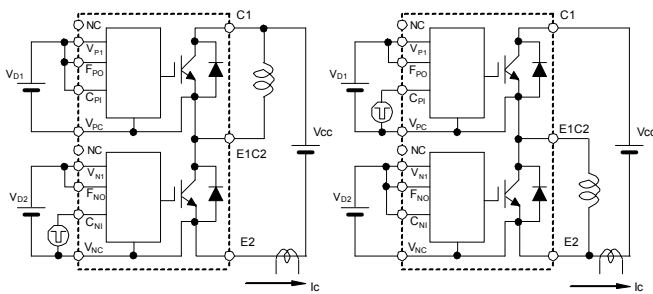 NC
VP1
FPO
CPI
VPC
VD1
NC
VN1
FNO
CNI
VNC
VD2
C1
E1C2
E2
Vcc
Ic
NC
VP1
FPO
CPI
VPC
VD1
NC
VN1
FNO
CNI
VNC
VD2
C1
E1C2
E2
Vcc
Ic